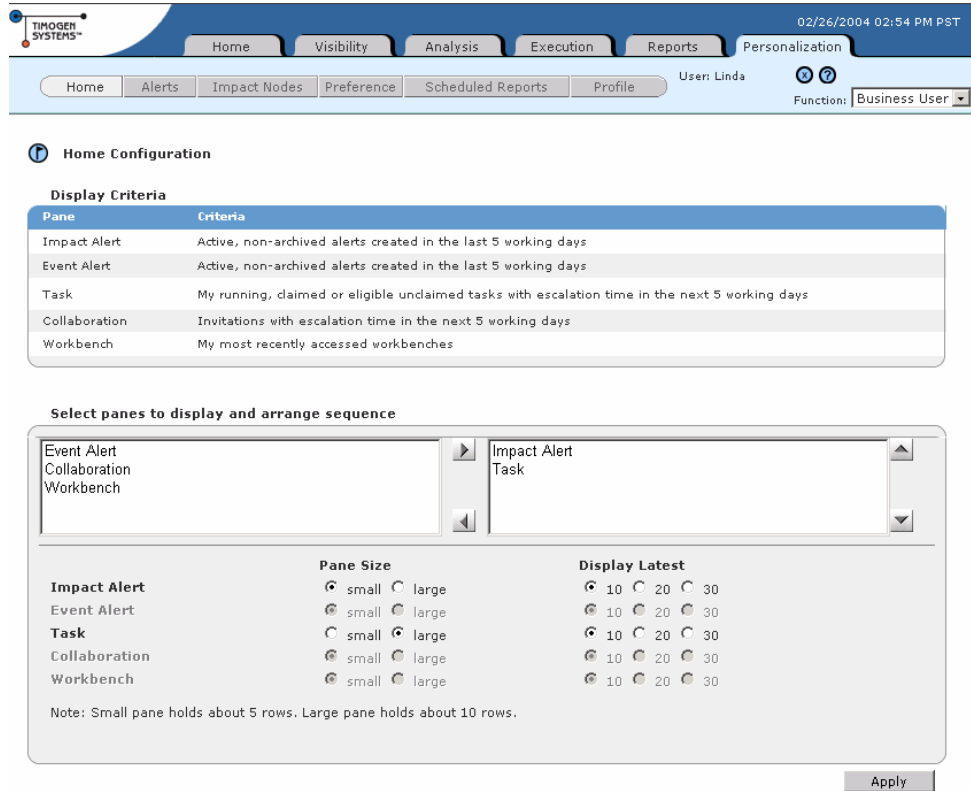 TIMOGEN
SYSTEMS™
02/26/2004 02:54 PM PST
Home Visibility Analysis Execution Reports Personalization
Home Alerts Impact Nodes Preference Scheduled Reports Profile
User: Linda
Function: Business User
Home Configuration
Display Criteria
Pane Criteria
Impact Alert Active, non-archived alerts created in the last 5 working days
Event Alert Active, non-archived alerts created in the last 5 working days
Task My running, claimed or eligible unclaimed tasks with escalation time in the next 5 working days
Collaboration Invitations with escalation time in the next 5 working days
Workbench My most recently accessed workbenches
Select panes to display and arrange sequence
Event Alert
Collaboration
Workbench
Impact Alert
Task
Pane Size Display Latest
Impact Alert small large 10 20 30
Event Alert small large 10 20 30
Task small large 10 20 30
Collaboration small large 10 20 30
Workbench small large 10 20 30
Note: Small pane holds about 5 rows. Large pane holds about 10 rows.
Apply